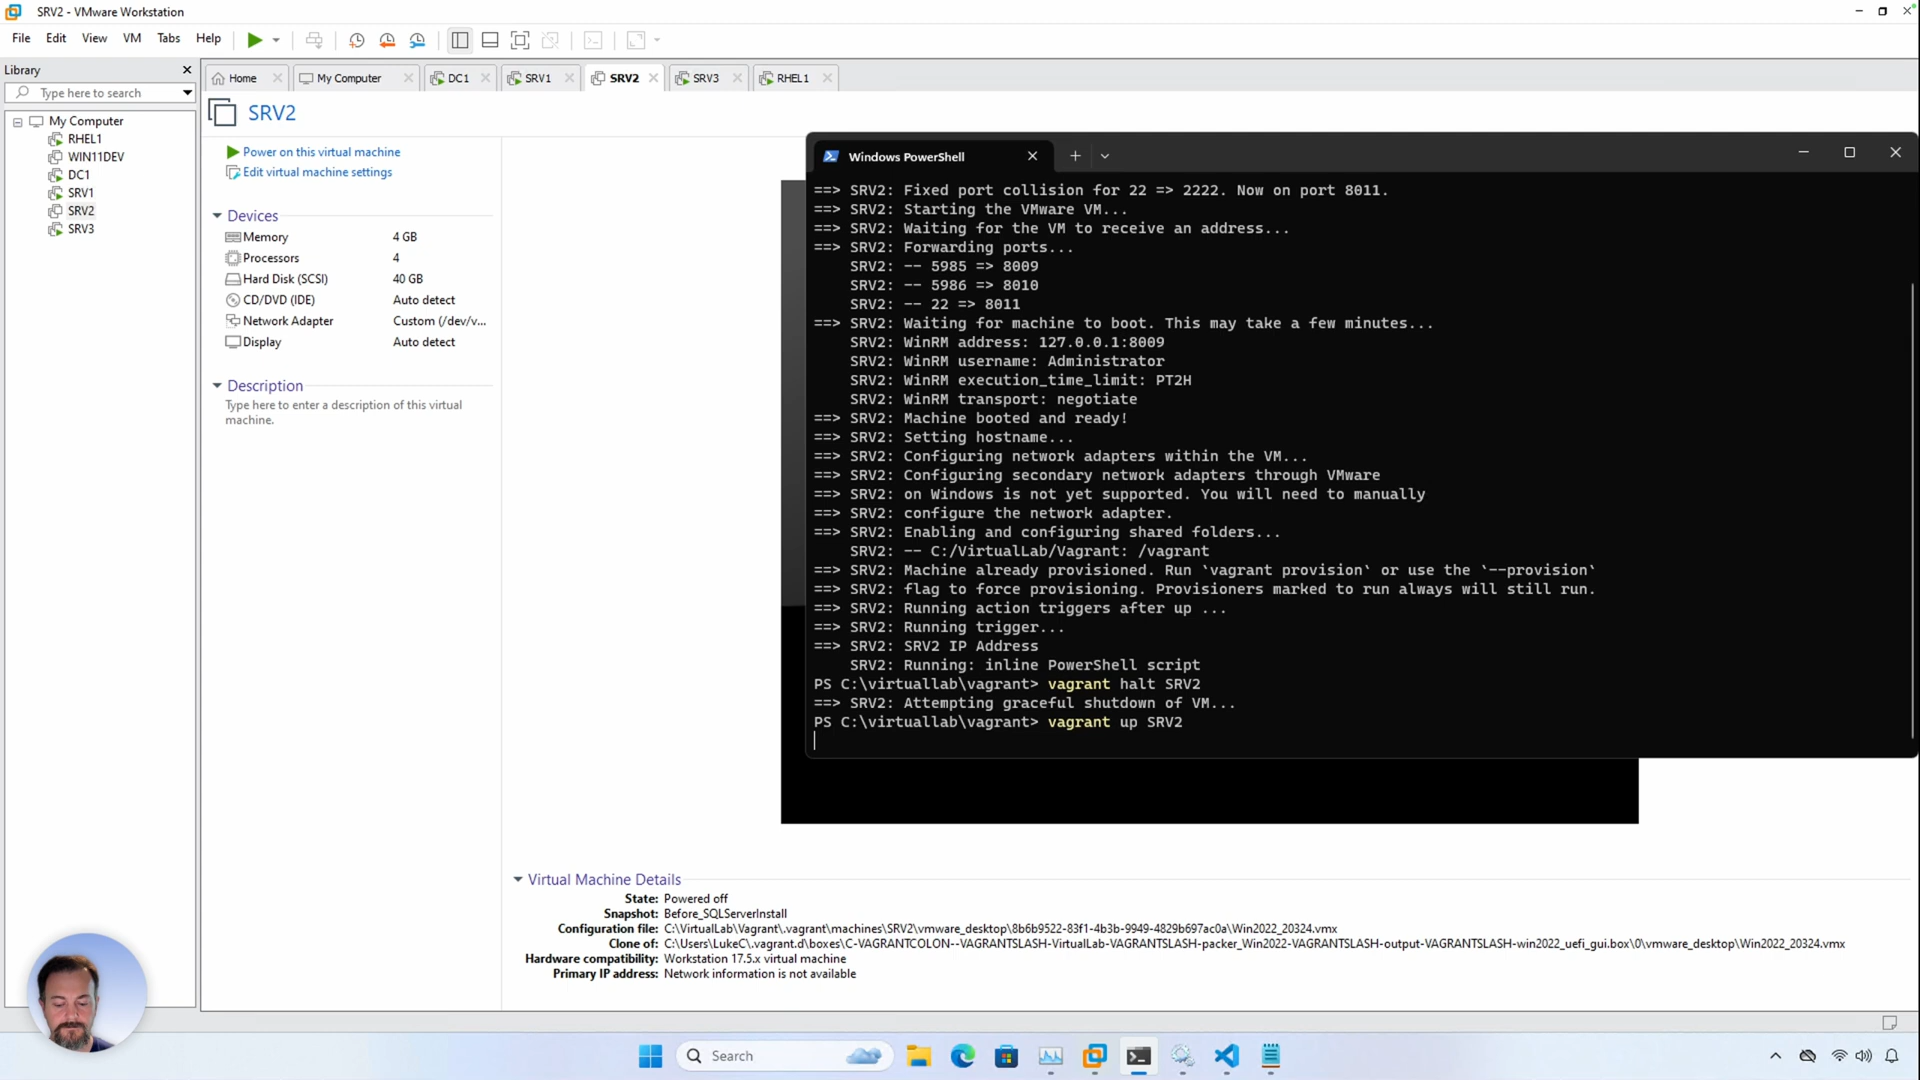 SRV2 - VMware Workstation
File Edit View VM Tabs Help
Library
Type here to search
My Computer
RHEL1
WIN11DEV
DC1
SRV1
SRV2
SRV3
Home
My Computer
DC1
SRV1
SRV2
SRV3
RHEL1
SRV2
Power on this virtual machine
Edit virtual machine settings
Devices
Memory 4 GB
Processors 4
Hard Disk (SCSI) 40 GB
CD/DVD (IDE) Auto detect
Network Adapter Custom (/dev/v...
Display Auto detect
Description
Type here to enter a description of this virtual
machine.
Windows PowerShell
==> SRV2: Fixed port collision for 22 => 2222. Now on port 8011.
==> SRV2: Starting the VMware VM...
==> SRV2: Waiting for the VM to receive an address...
==> SRV2: Forwarding ports...
SRV2: -- 5985 => 8009
SRV2: -- 5986 => 8010
SRV2: -- 22 => 8011
==> SRV2: Waiting for machine to boot. This may take a few minutes...
SRV2: WinRM address: 127.0.0.1:8009
SRV2: WinRM username: Administrator
SRV2: WinRM execution_time_limit: PT2H
SRV2: WinRM transport: negotiate
==> SRV2: Machine booted and ready!
==> SRV2: Setting hostname...
==> SRV2: Configuring network adapters within the VM...
==> SRV2: Configuring secondary network adapters through VMware
==> SRV2: on Windows is not yet supported. You will need to manually
==> SRV2: configure the network adapter.
==> SRV2: Enabling and configuring shared folders...
SRV2: -- C:/VirtualLab/Vagrant: /vagrant
==> SRV2: Machine already provisioned. Run `vagrant provision` or use the `--provision`
==> SRV2: flag to force provisioning. Provisioners marked to run always will still run.
==> SRV2: Running action triggers after up ...
==> SRV2: Running trigger...
==> SRV2: SRV2 IP Address
SRV2: Running: inline PowerShell script
PS C:\virtuallab\vagrant> vagrant halt SRV2
==> SRV2: Attempting graceful shutdown of VM...
PS C:\virtuallab\vagrant> vagrant up SRV2
Virtual Machine Details
State: Powered off
Snapshot: Before_SQLServerInstall
Configuration file: C:\VirtualLab\Vagrant\.vagrant\machines\SRV2\vmware_desktop\8b6b9522-83f1-4b3b-9949-4829b697ac0a\Win2022_20324.vmx
Clone of: C:\Users\LukeC\.vagrant.d\boxes\C-VAGRANTCOLON--VAGRANTSLASH-VirtualLab-VAGRANTSLASH-packer_Win2022-VAGRANTSLASH-output-VAGRANTSLASH-win2022_uefi_gui.box\0\vmware_desktop\Win2022_20324.vmx
Hardware compatibility: Workstation 17.5.x virtual machine
Primary IP address: Network information is not available
Search